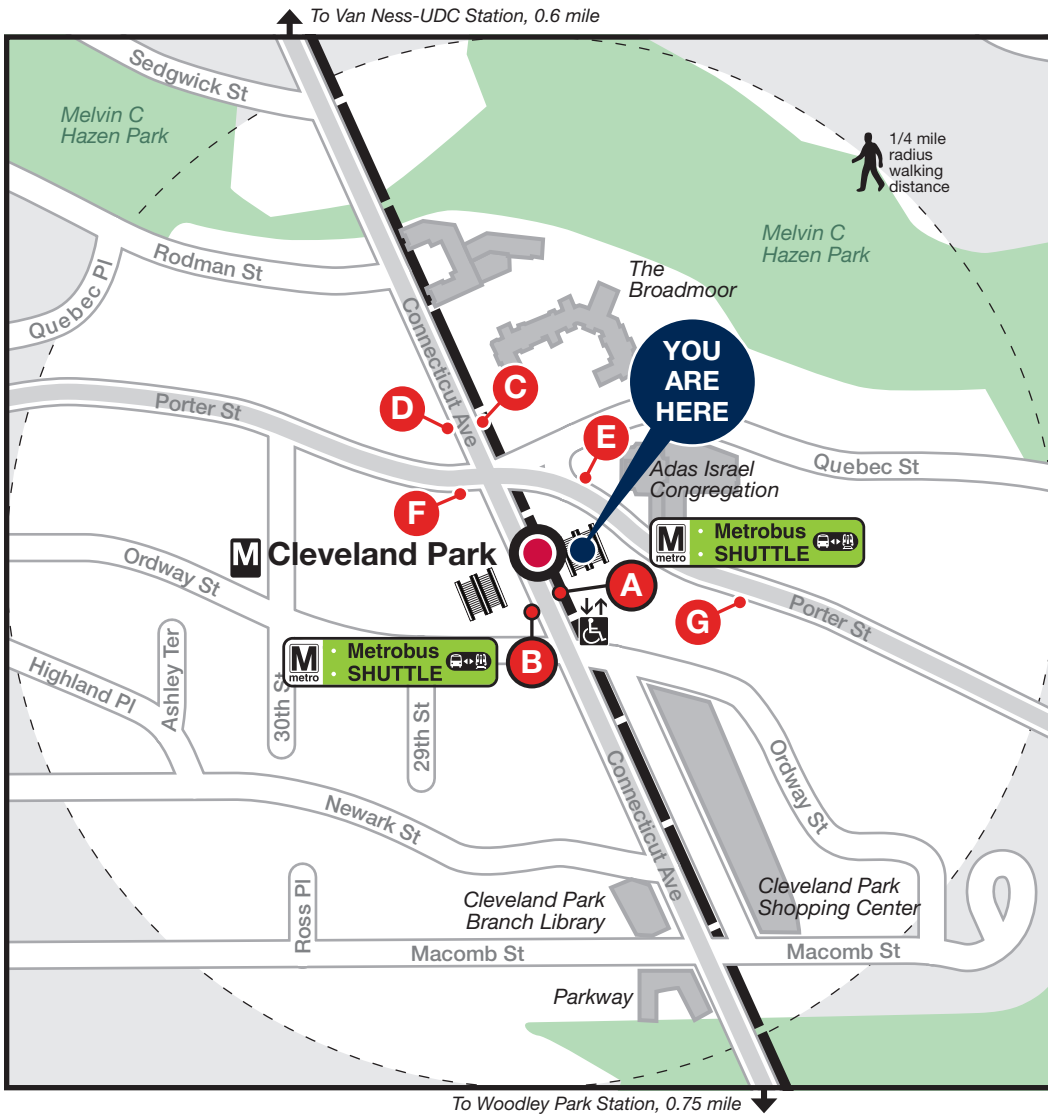 To Van Ness-UDC Station, 0.6 mile
Sedgwick St
Melvin C
Hazen Park
1/4 mile
radius
walking
distance
Melvin C
Hazen Park
Rodman St
Quebec Pl
The
Broadmoor
Connecticut Ave
YOU
ARE
HERE
Porter St
D
C
E
Quebec St
Adas Israel
Congregation
F
M
metro
Metrobus
SHUTTLE
M Cleveland Park
Ordway St
A
G
Porter St
B
M
metro
Metrobus
SHUTTLE
Highland Pl
Ashley Ter
30th St
29th St
Connecticut Ave
Ordway St
Newark St
Ross Pl
Cleveland Park
Branch Library
Cleveland Park
Shopping Center
Macomb St
Macomb St
Parkway
To Woodley Park Station, 0.75 mile